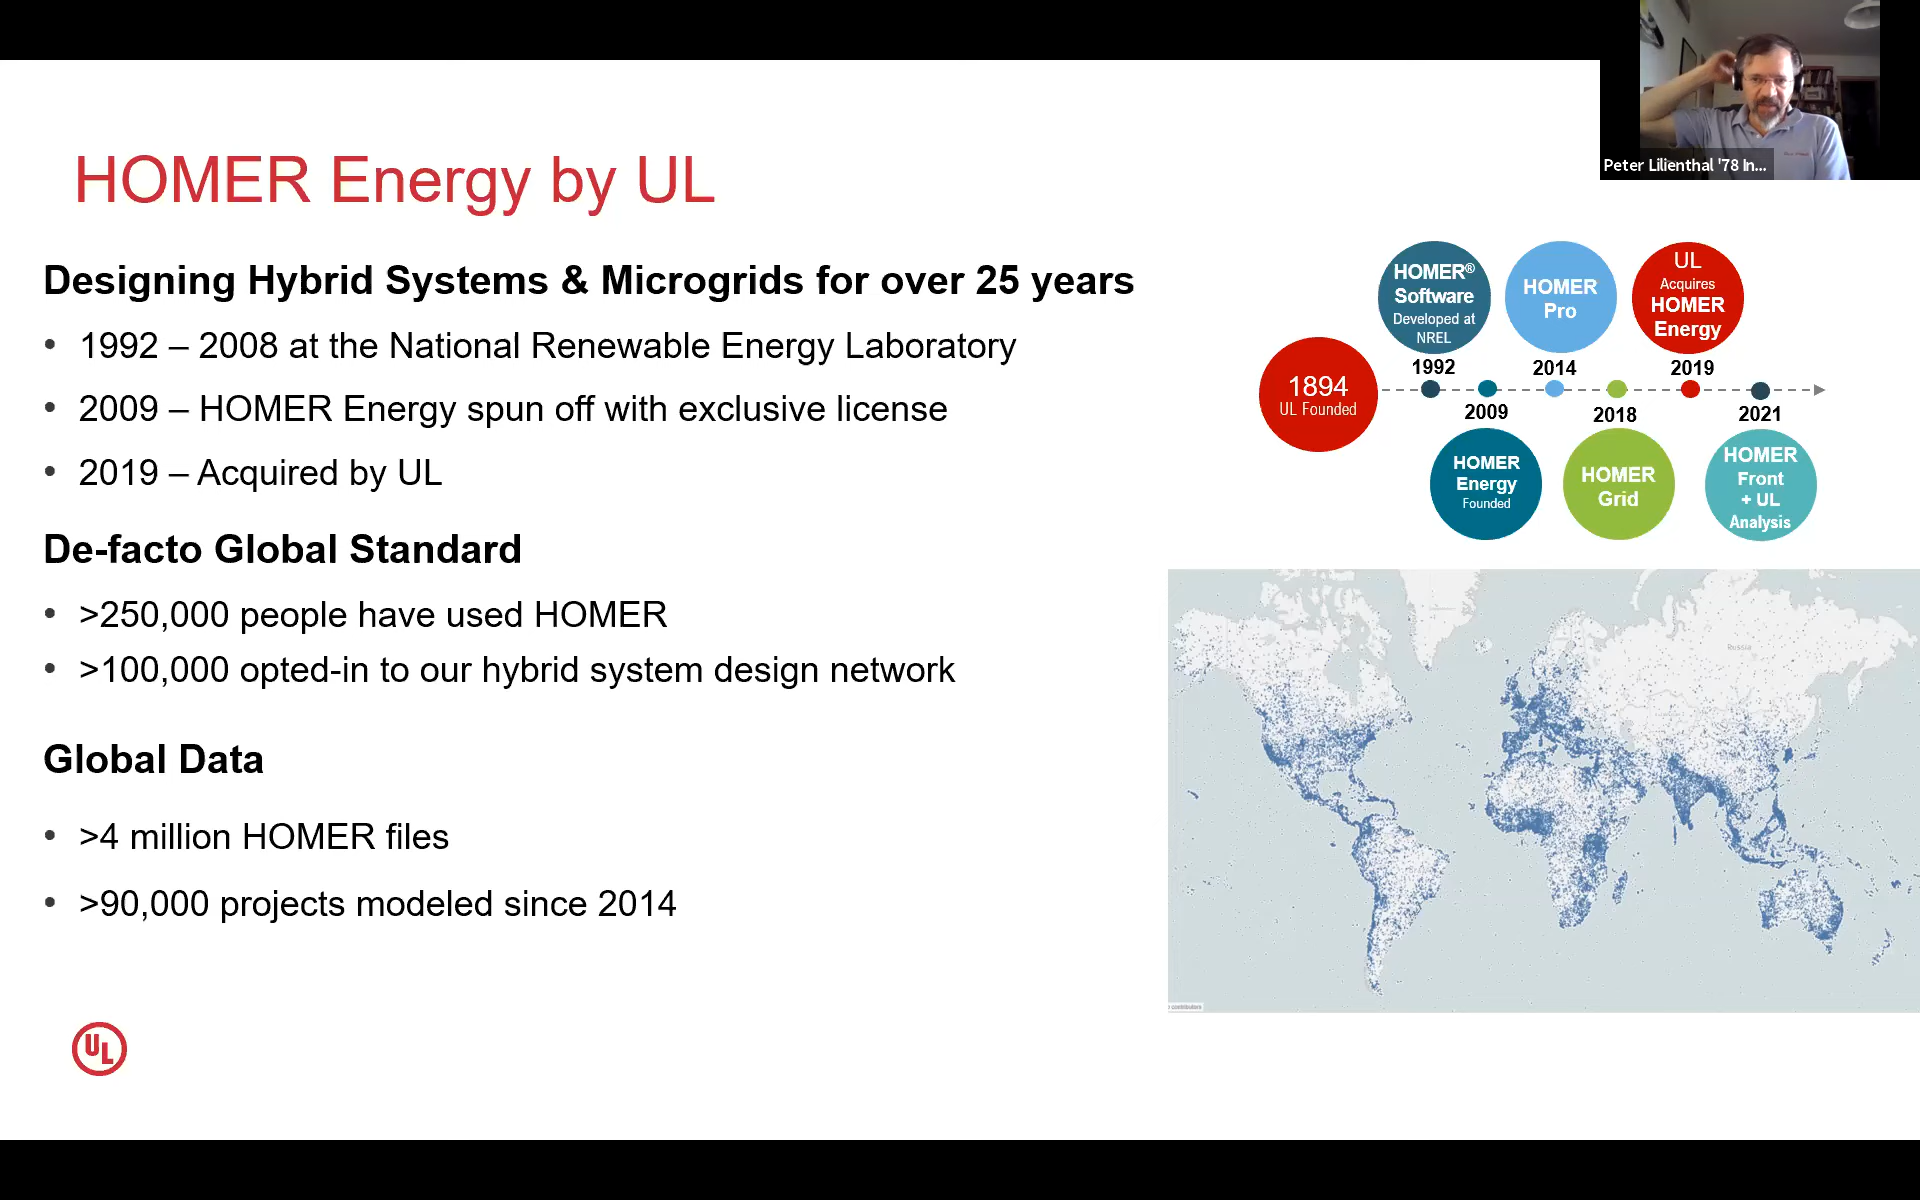 Peter Lilienthal '78 In...
HOMER Energy by UL
Designing Hybrid Systems & Microgrids for over 25 years
• 1992 – 2008 at the National Renewable Energy Laboratory
• 2009 – HOMER Energy spun off with exclusive license
• 2019 – Acquired by UL
De-facto Global Standard
• >250,000 people have used HOMER
• >100,000 opted-in to our hybrid system design network
Global Data
• >4 million HOMER files
• >90,000 projects modeled since 2014
UL
1894
UL Founded
HOMER®
Software
Developed at
NREL
1992
2009
HOMER
Energy
Founded
HOMER
Pro
2014
2018
HOMER
Grid
UL
Acquires
HOMER
Energy
2019
2021
HOMER
Front
+ UL
Analysis
Russia
contributors